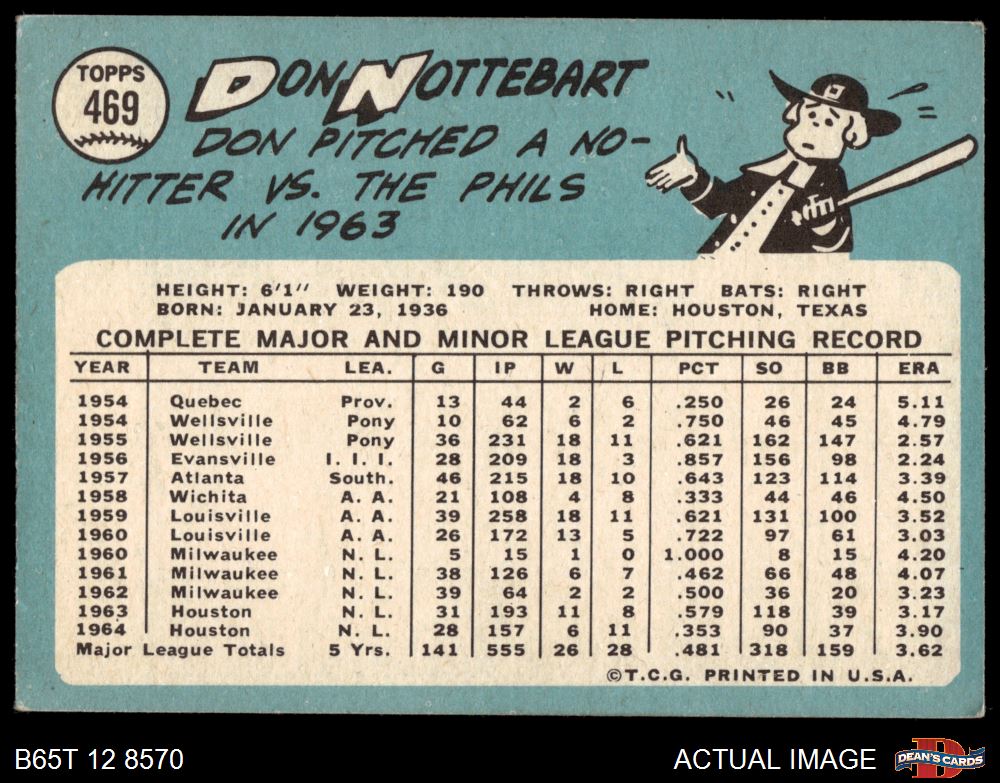 TOPPS
469
DON NOTTEBART
DON PITCHED A NO-
HITTER VS. THE PHILS
IN 1963
HEIGHT: 6'1" WEIGHT: 190 THROWS: RIGHT BATS: RIGHT
BORN: JANUARY 23, 1936 HOME: HOUSTON, TEXAS
COMPLETE MAJOR AND MINOR LEAGUE PITCHING RECORD
YEAR TEAM LEA. G IP W L PCT SO BB ERA
1954 Quebec Prov. 13 44 2 6 .250 26 24 5.11
1954 Wellsville Pony 10 62 6 2 .750 46 45 4.79
1955 Wellsville Pony 36 231 18 11 .621 162 147 2.57
1956 Evansville I. I. I. 28 209 18 3 .857 156 98 2.24
1957 Atlanta South. 46 215 18 10 .643 123 114 3.39
1958 Wichita A. A. 21 108 4 8 .333 44 46 4.50
1959 Louisville A. A. 39 258 18 11 .621 131 100 3.52
1960 Louisville A. A. 26 172 13 5 .722 97 61 3.03
1960 Milwaukee N. L. 5 15 1 0 1.000 8 15 4.20
1961 Milwaukee N. L. 38 126 6 7 .462 66 48 4.07
1962 Milwaukee N. L. 39 64 2 2 .500 36 20 3.23
1963 Houston N. L. 31 193 11 8 .579 118 39 3.17
1964 Houston N. L. 28 157 6 11 .353 90 37 3.90
Major League Totals 5 Yrs. 141 555 26 28 .481 318 159 3.62
©T.C.G. PRINTED IN U.S.A.
B65T 12 8570
ACTUAL IMAGE
DEAN'S CARDS